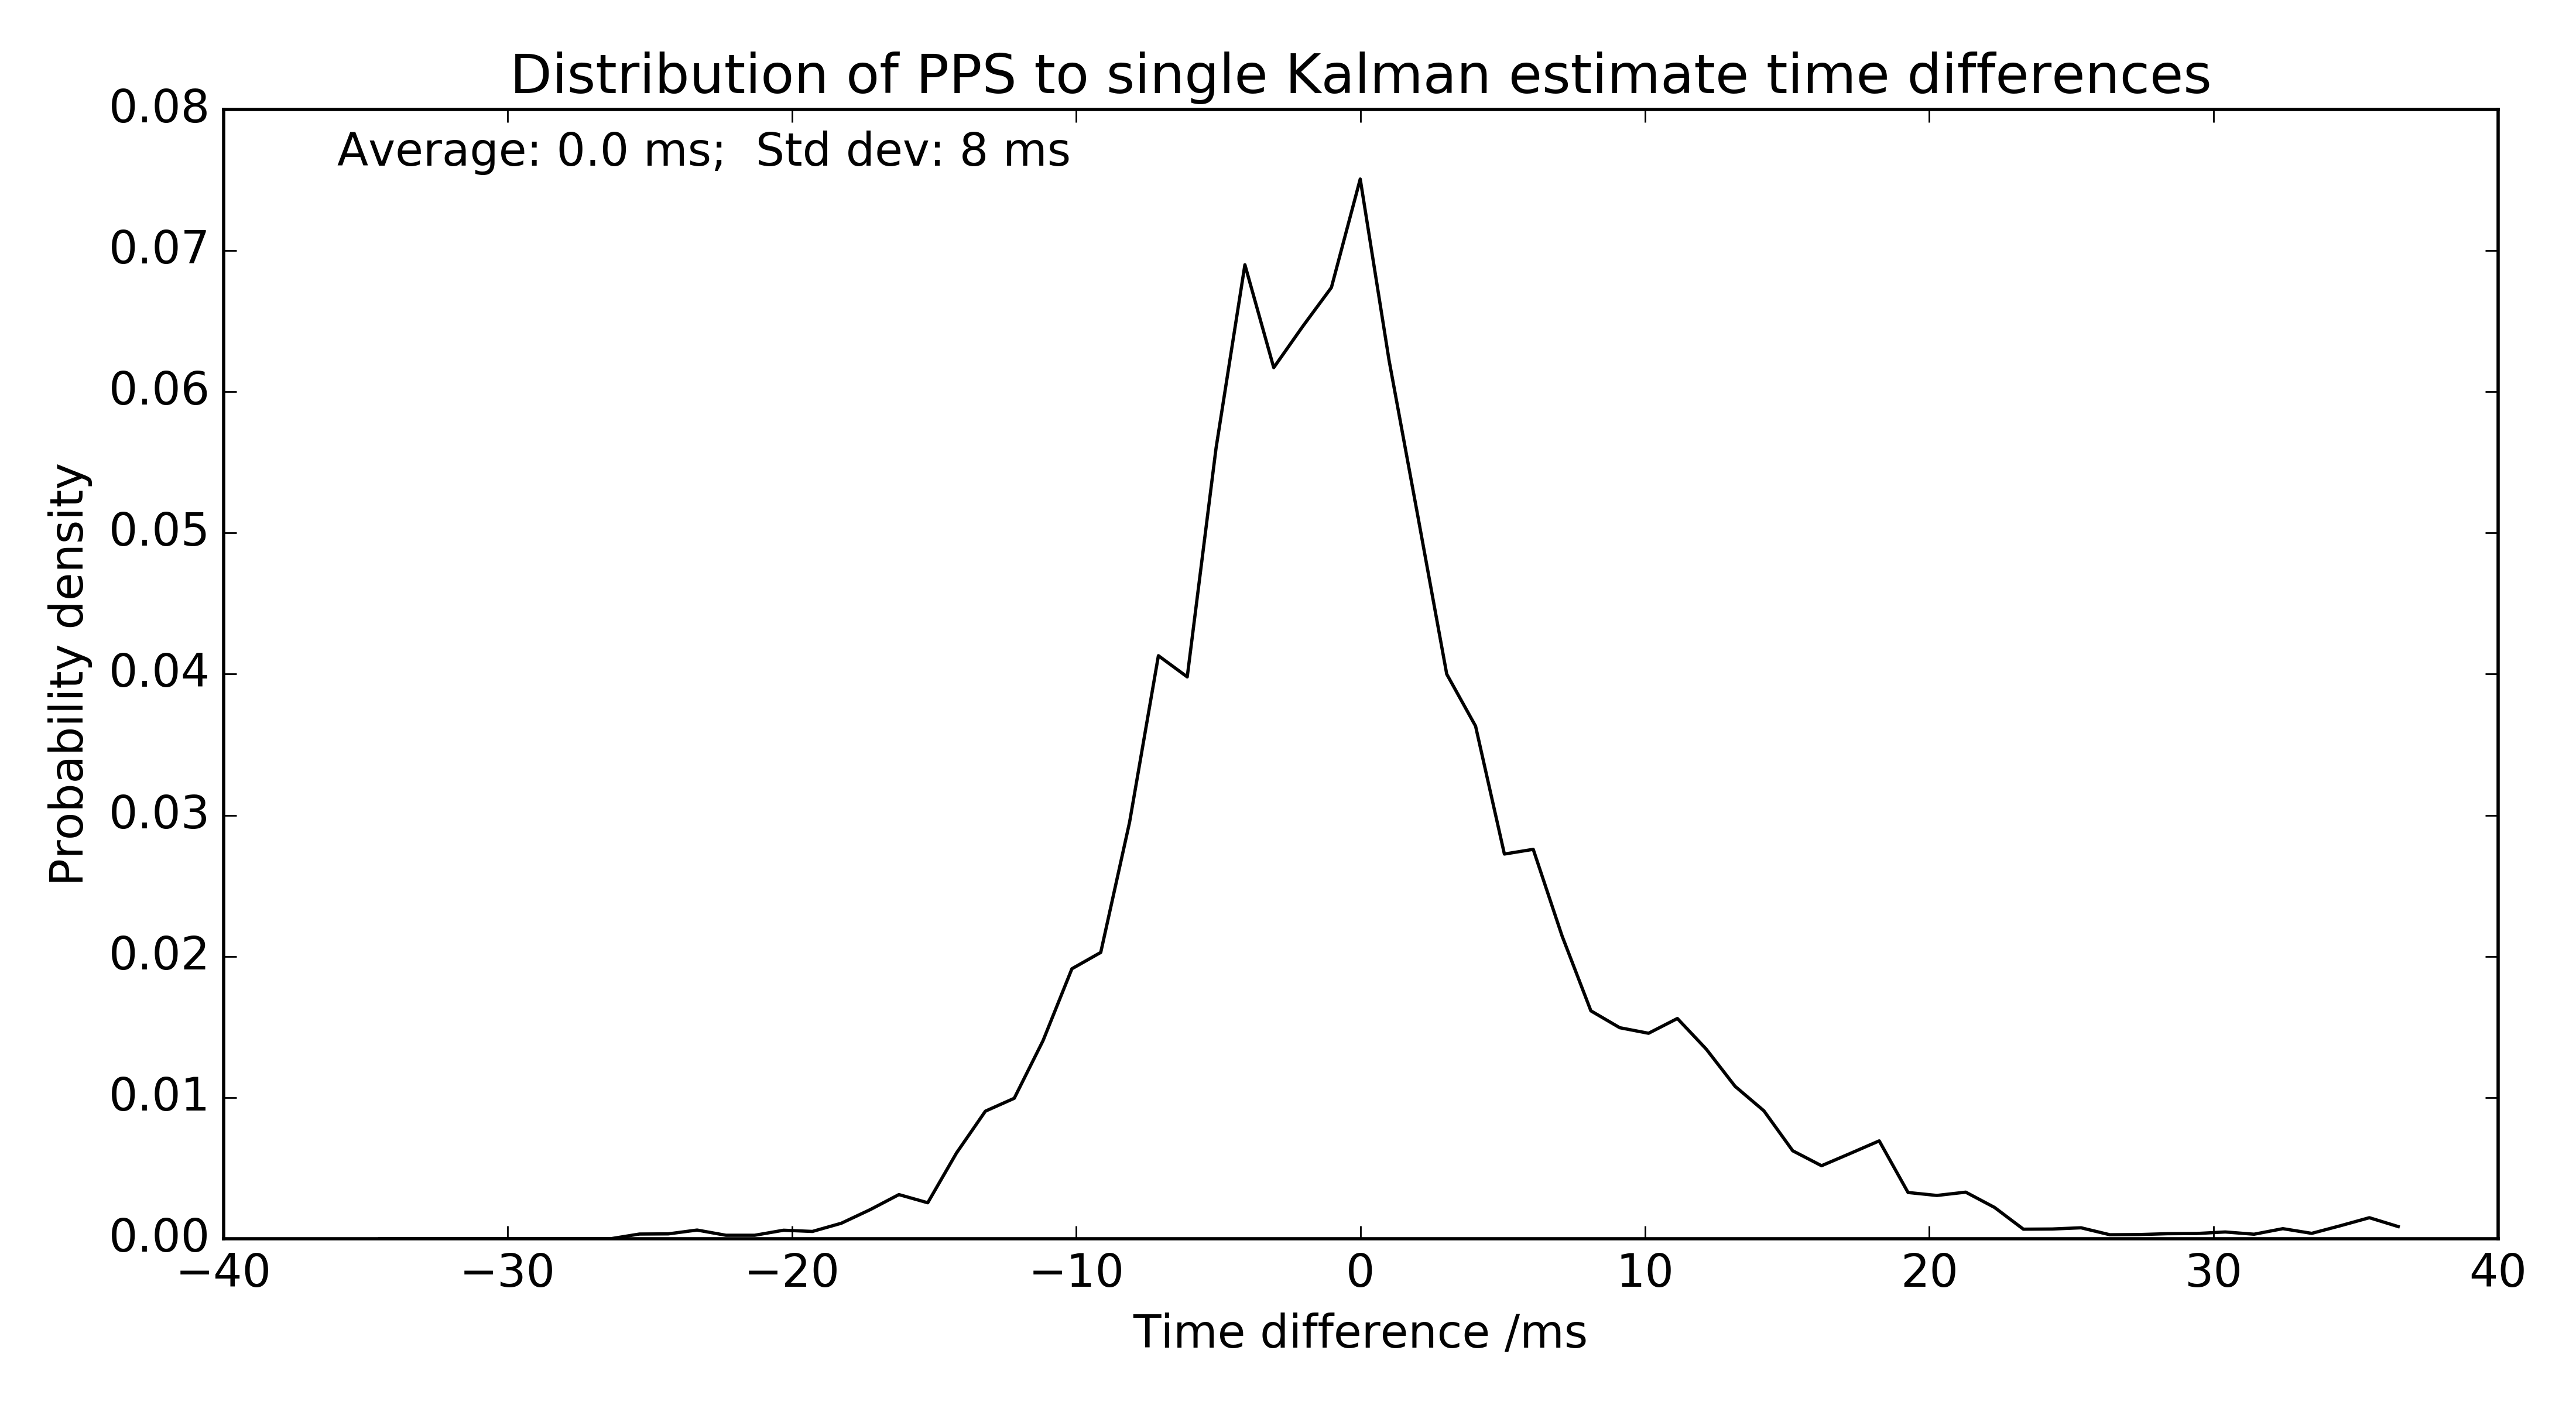 Distribution of PPS to single Kalman estimate time differences
Average: 0.0 ms;  Std dev: 8 ms
0.08
0.07
0.06
0.05
0.04
0.03
0.02
0.01
0.00
Probability density
−40 −30 −20 −10 0 10 20 30 40
Time difference /ms